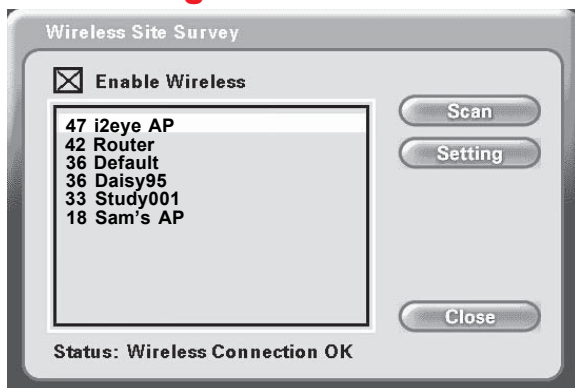 Wireless Site Survey
Enable Wireless
47 i2eye AP
42 Router
36 Default
36 Daisy95
33 Study001
18 Sam's AP
Scan
Setting
Close
Status: Wireless Connection OK